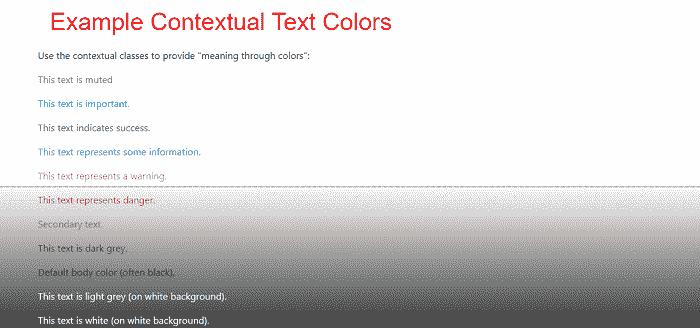 Example Contextual Text Colors
Use the contextual classes to provide "meaning through colors":
This text is muted
This text is important.
This text indicates success.
This text represents some information.
This text represents a warning.
This text represents danger.
Secondary text.
This text is dark grey.
Default body color (often black).
This text is light grey (on white background).
This text is white (on white background).